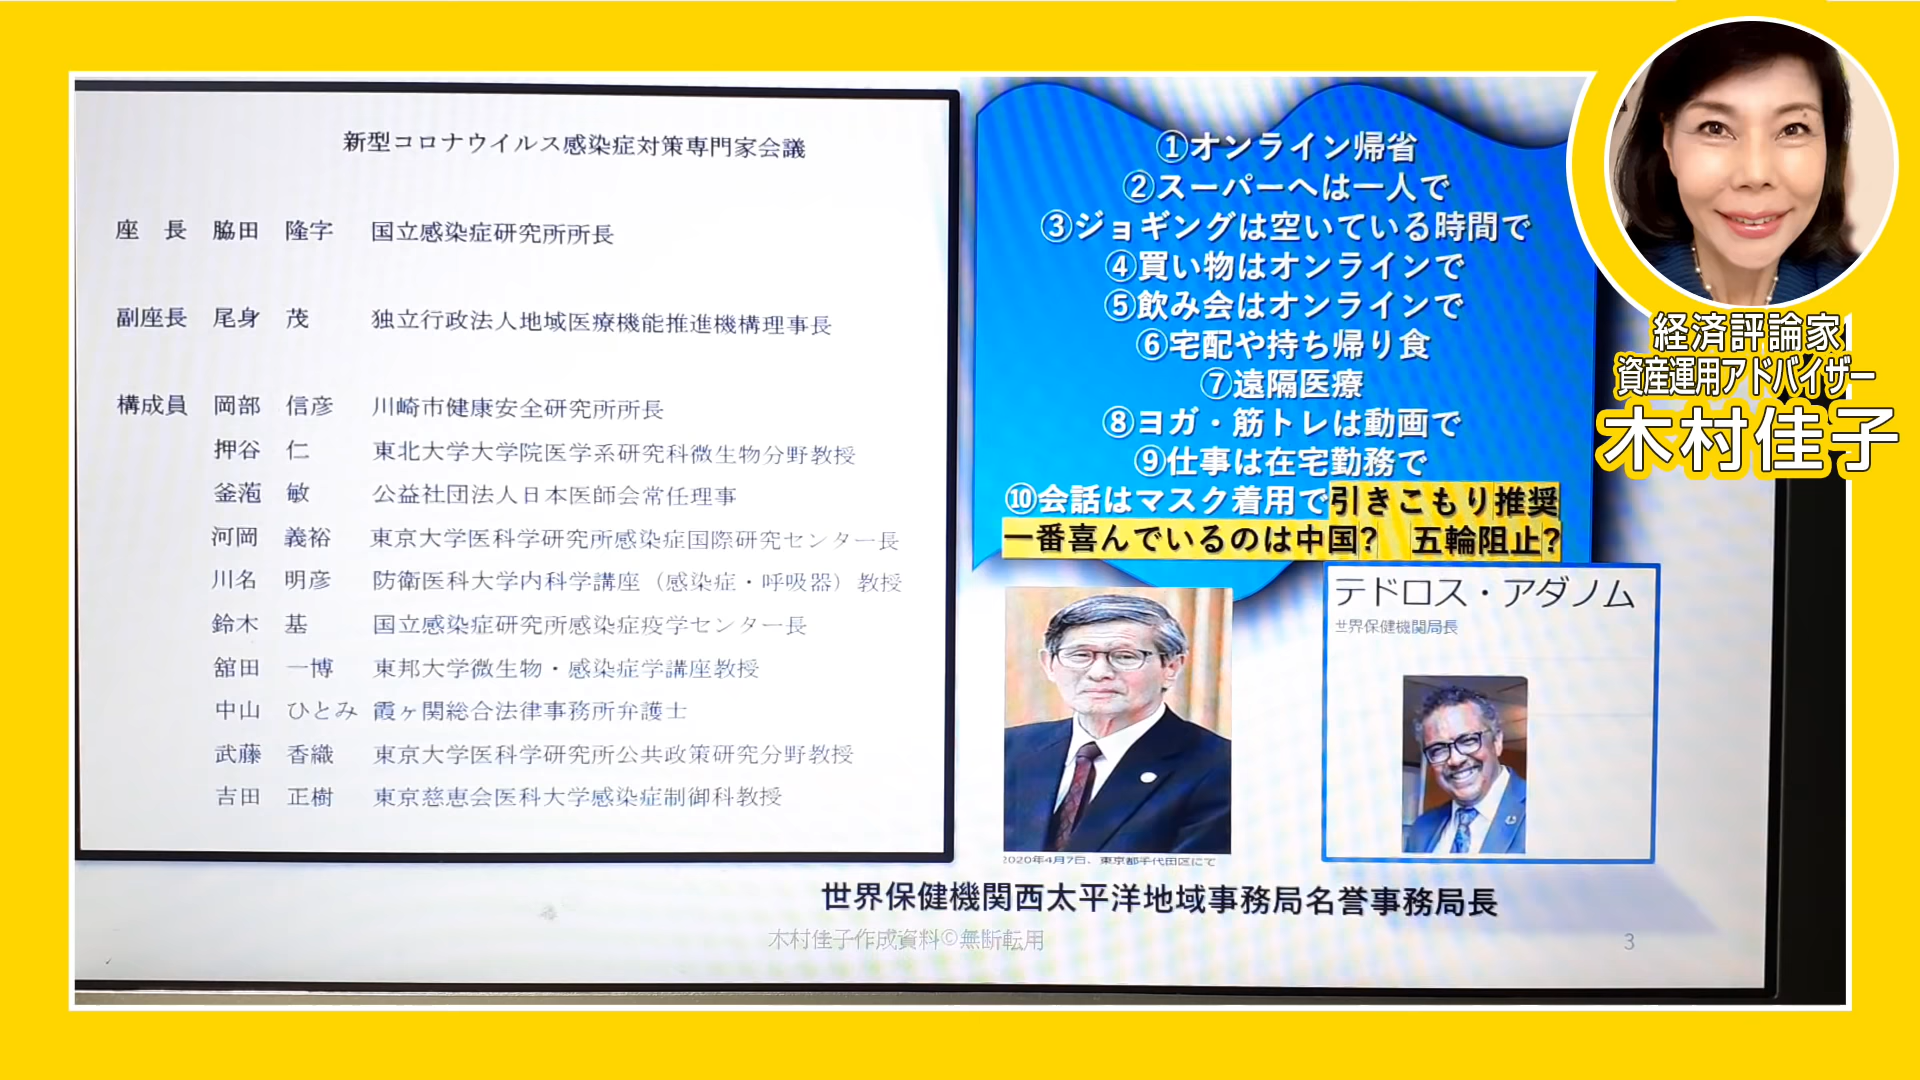 新型コロナウイルス感染症対策専門家会議
座 長 脇田 隆字 国立感染症研究所所長
副座長 尾身 茂 独立行政法人地域医療機能推進機構理事長
構成員 岡部 信彦 川崎市健康安全研究所所長
押谷 仁 東北大学大学院医学系研究科微生物分野教授
釜萢 敏 公益社団法人日本医師会常任理事
河岡 義裕 東京大学医科学研究所感染症国際研究センター長
川名 明彦 防衛医科大学内科学講座（感染症・呼吸器）教授
鈴木 基 国立感染症研究所感染症疫学センター長
舘田 一博 東邦大学微生物・感染症学講座教授
中山 ひとみ 霞ヶ関総合法律事務所弁護士
武藤 香織 東京大学医科学研究所公共政策研究分野教授
吉田 正樹 東京慈恵会医科大学感染症制御科教授
①オンライン帰省
②スーパーへは一人で
③ジョギングは空いている時間で
④買い物はオンラインで
⑤飲み会はオンラインで
⑥宅配や持ち帰り食
⑦遠隔医療
⑧ヨガ・筋トレは動画で
⑨仕事は在宅勤務で
⑩会話はマスク着用で引きこもり推奨
一番喜んでいるのは中国? 五輪阻止?
テドロス・アダノム
世界保健機関局長
2020年4月7日、東京都千代田区にて
世界保健機関西太平洋地域事務局名誉事務局長
木村佳子作成資料©無断転用
3
経済評論家
資産運用アドバイザー
木村佳子